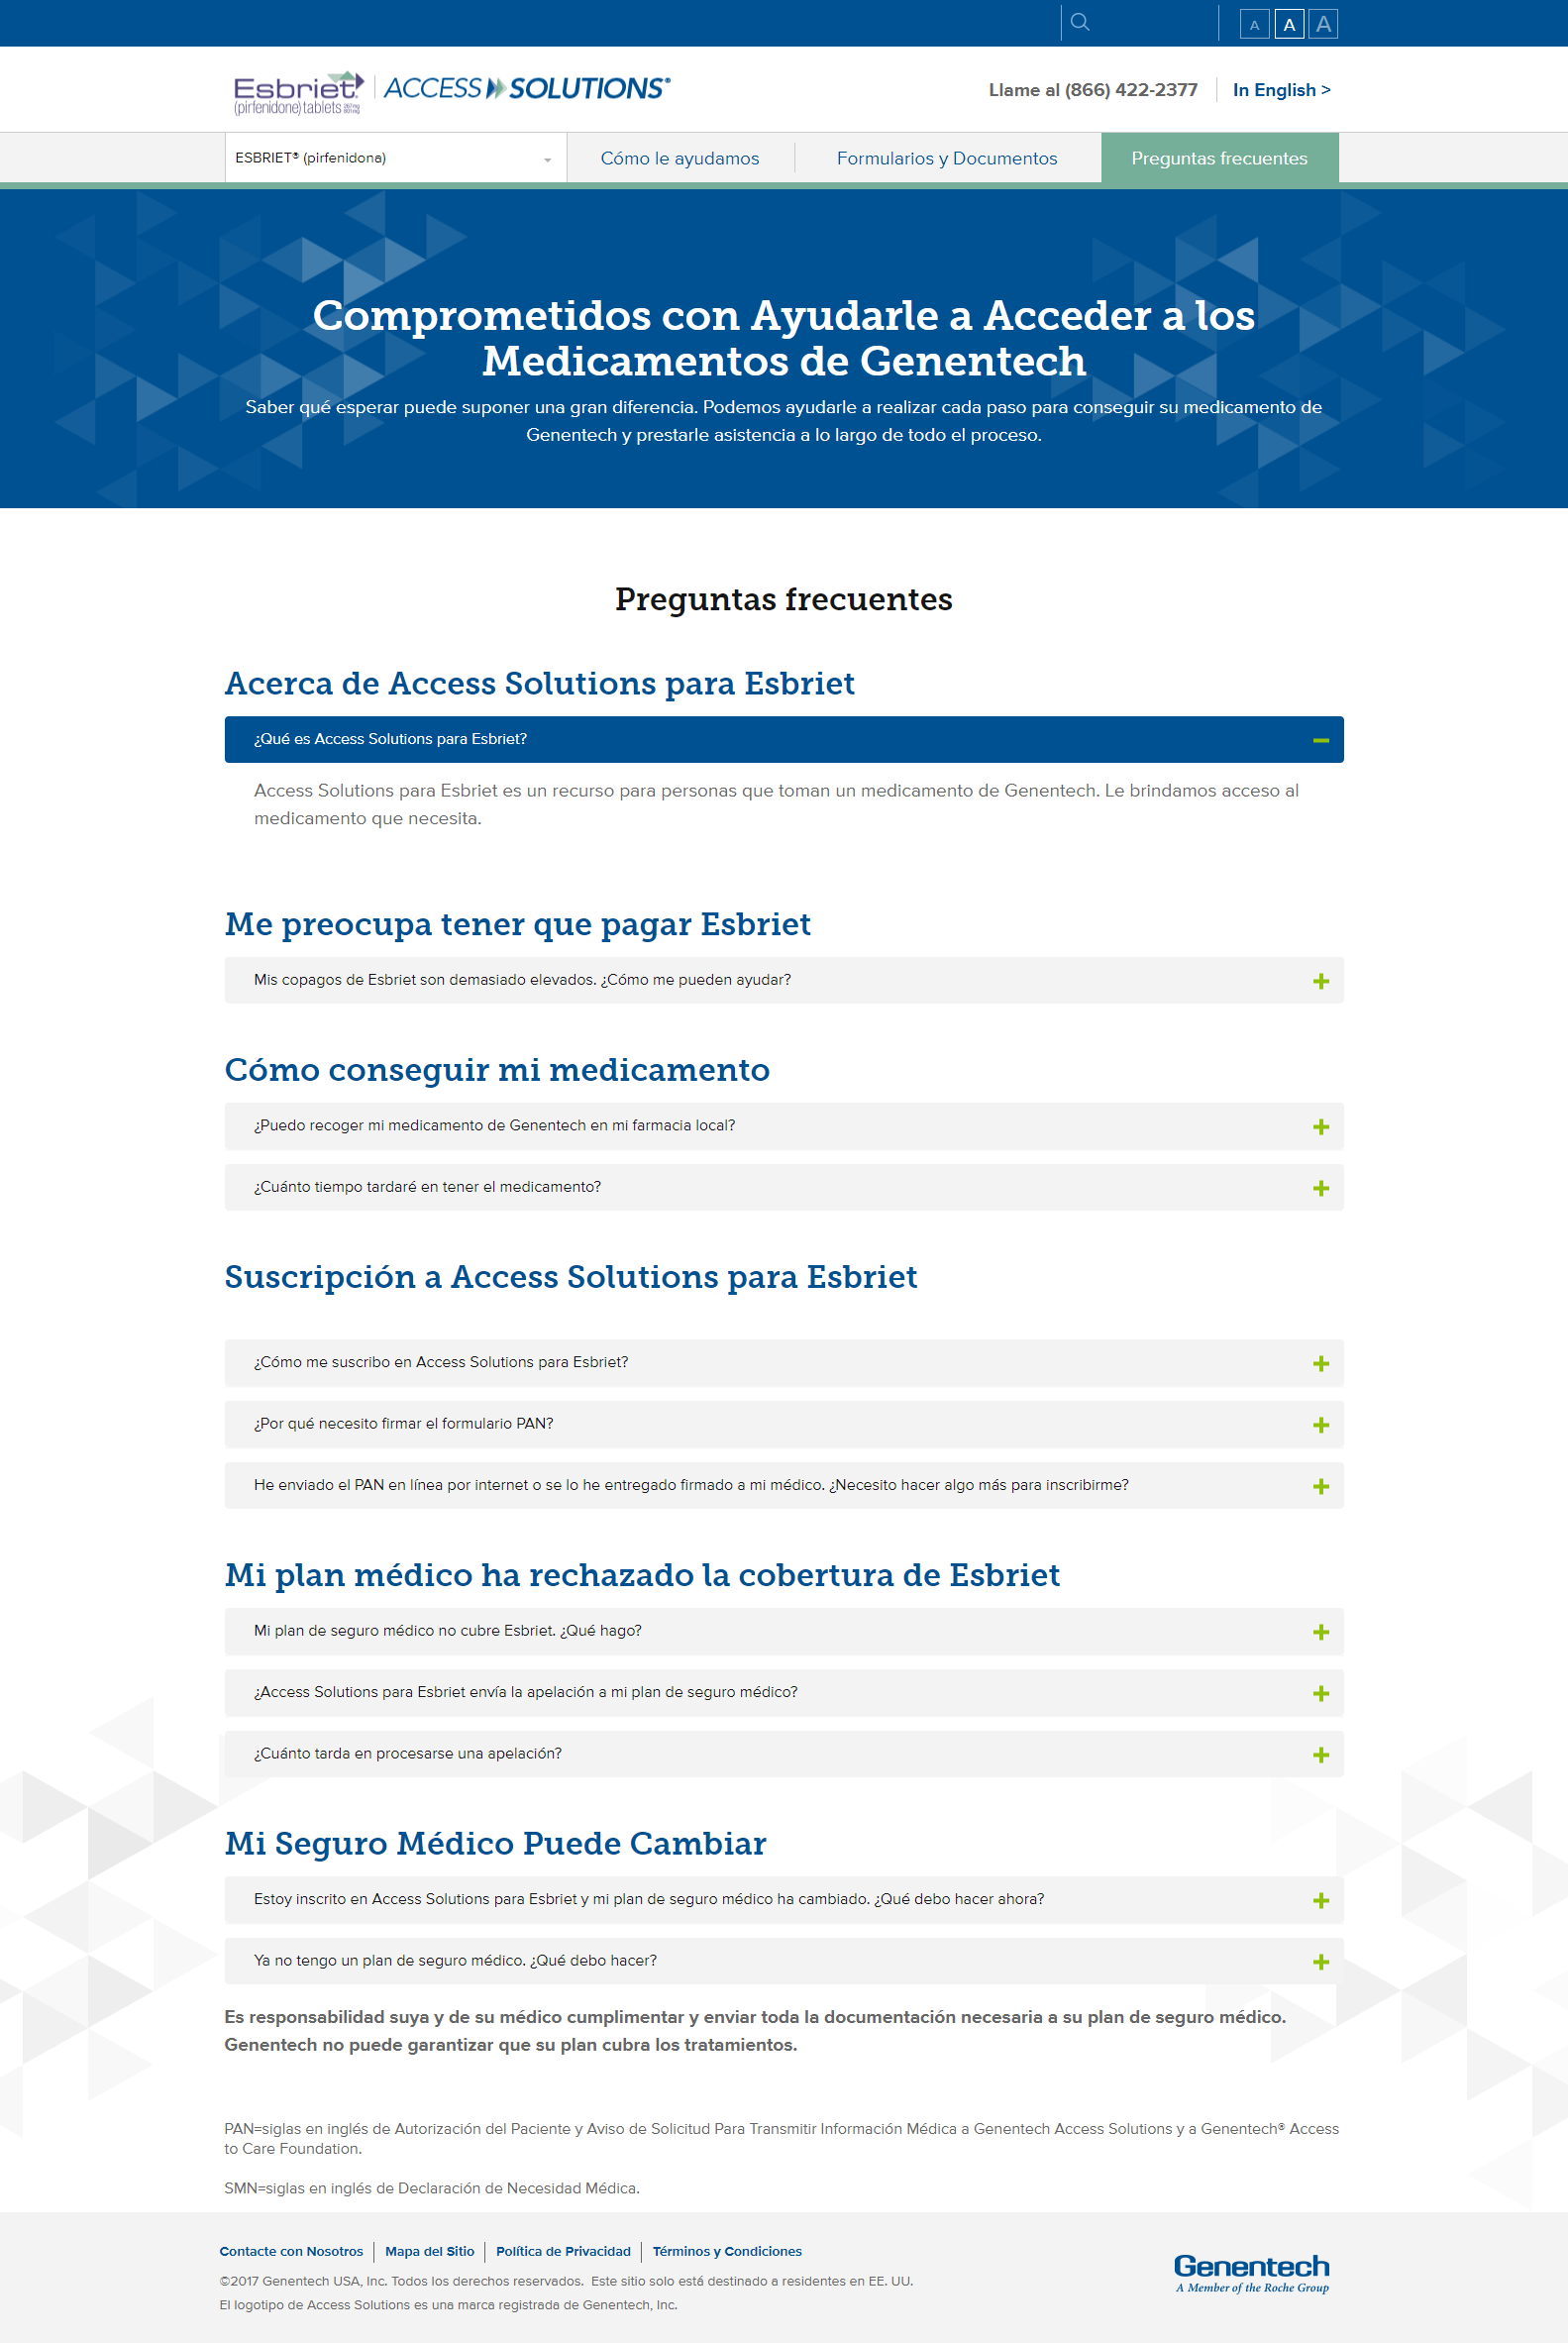 A A A
Esbriet
(pirfenidone) tablets
ACCESS SOLUTIONS®
Llame al (866) 422-2377
In English >
ESBRIET® (pirfenidona)
Cómo le ayudamos
Formularios y Documentos
Preguntas frecuentes
Comprometidos con Ayudarle a Acceder a los
Medicamentos de Genentech
Saber qué esperar puede suponer una gran diferencia. Podemos ayudarle a realizar cada paso para conseguir su medicamento de
Genentech y prestarle asistencia a lo largo de todo el proceso.
Preguntas frecuentes
Acerca de Access Solutions para Esbriet
¿Qué es Access Solutions para Esbriet?
Access Solutions para Esbriet es un recurso para personas que toman un medicamento de Genentech. Le brindamos acceso al
medicamento que necesita.
Me preocupa tener que pagar Esbriet
Mis copagos de Esbriet son demasiado elevados. ¿Cómo me pueden ayudar?
Cómo conseguir mi medicamento
¿Puedo recoger mi medicamento de Genentech en mi farmacia local?
¿Cuánto tiempo tardaré en tener el medicamento?
Suscripción a Access Solutions para Esbriet
¿Cómo me suscribo en Access Solutions para Esbriet?
¿Por qué necesito firmar el formulario PAN?
He enviado el PAN en línea por internet o se lo he entregado firmado a mi médico. ¿Necesito hacer algo más para inscribirme?
Mi plan médico ha rechazado la cobertura de Esbriet
Mi plan de seguro médico no cubre Esbriet. ¿Qué hago?
¿Access Solutions para Esbriet envía la apelación a mi plan de seguro médico?
¿Cuánto tarda en procesarse una apelación?
Mi Seguro Médico Puede Cambiar
Estoy inscrito en Access Solutions para Esbriet y mi plan de seguro médico ha cambiado. ¿Qué debo hacer ahora?
Ya no tengo un plan de seguro médico. ¿Qué debo hacer?
Es responsabilidad suya y de su médico cumplimentar y enviar toda la documentación necesaria a su plan de seguro médico.
Genentech no puede garantizar que su plan cubra los tratamientos.
PAN=siglas en inglés de Autorización del Paciente y Aviso de Solicitud Para Transmitir Información Médica a Genentech Access Solutions y a Genentech® Access
to Care Foundation.
SMN=siglas en inglés de Declaración de Necesidad Médica.
Contacte con Nosotros
Mapa del Sitio
Política de Privacidad
Términos y Condiciones
©2017 Genentech USA, Inc. Todos los derechos reservados. Este sitio solo está destinado a residentes en EE. UU.
El logotipo de Access Solutions es una marca registrada de Genentech, Inc.
Genentech
A Member of the Roche Group